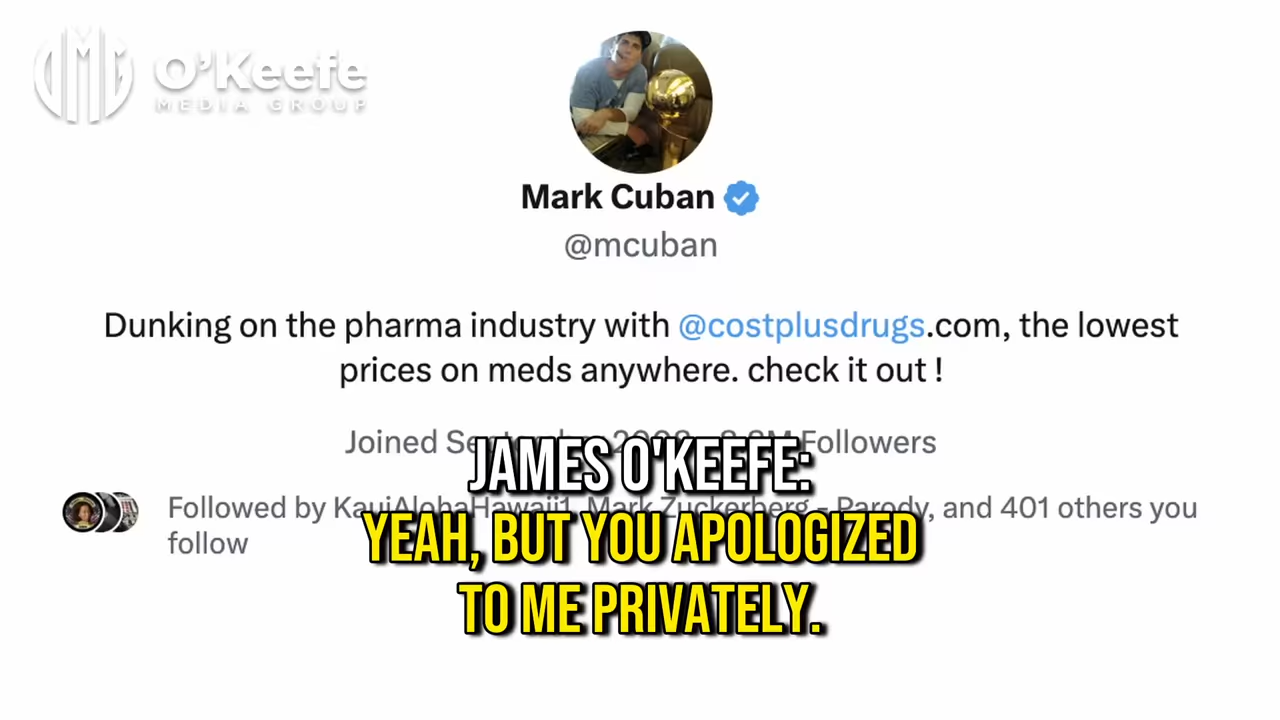 O'Keefe
MEDIA GROUP
Mark Cuban
@mcuban
Dunking on the pharma industry with @costplusdrugs.com, the lowest
prices on meds anywhere. check it out !
Joined Followers
JAMES O'KEEFE:
Followed by KauiAlohaHawaii1, Mark Zuckerberg - Parody, and 401 others you
follow
YEAH, BUT YOU APOLOGIZED
TO ME PRIVATELY.